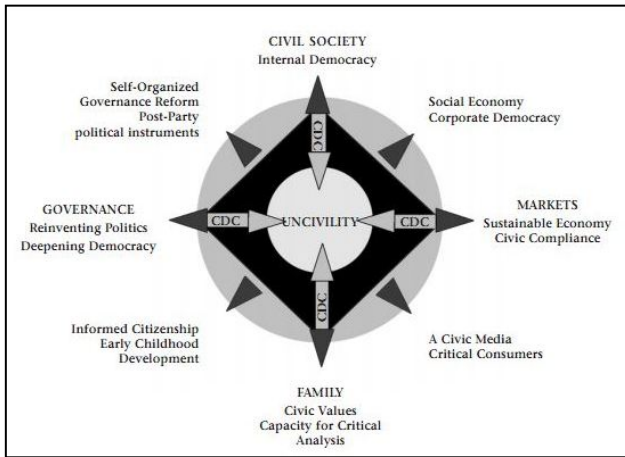 CIVIL SOCIETY
Internal Democracy
Self-Organized
Governance Reform
Post-Party
political instruments
Social Economy
Corporate Democracy
CDC
GOVERNANCE
Reinventing Politics
Deepening Democracy
CDC
UNCIVILITY
CDC
MARKETS
Sustainable Economy
Civic Compliance
CDC
Informed Citizenship
Early Childhood
Development
A Civic Media
Critical Consumers
FAMILY
Civic Values
Capacity for Critical
Analysis